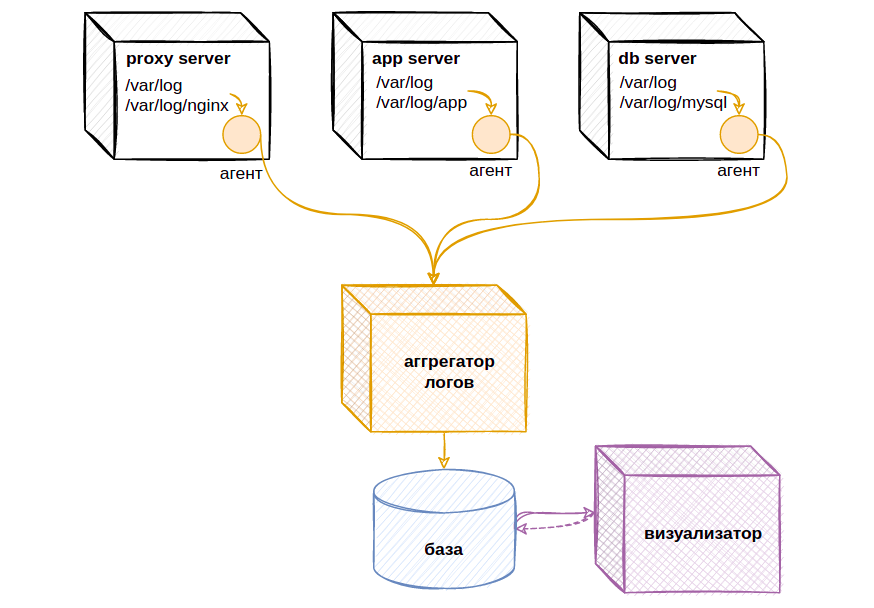 proxy server
/var/log
/var/log/nginx
агент
app server
/var/log
/var/log/app
агент
db server
/var/log
/var/log/mysql
агент
аггрегатор
логов
база
визуализатор